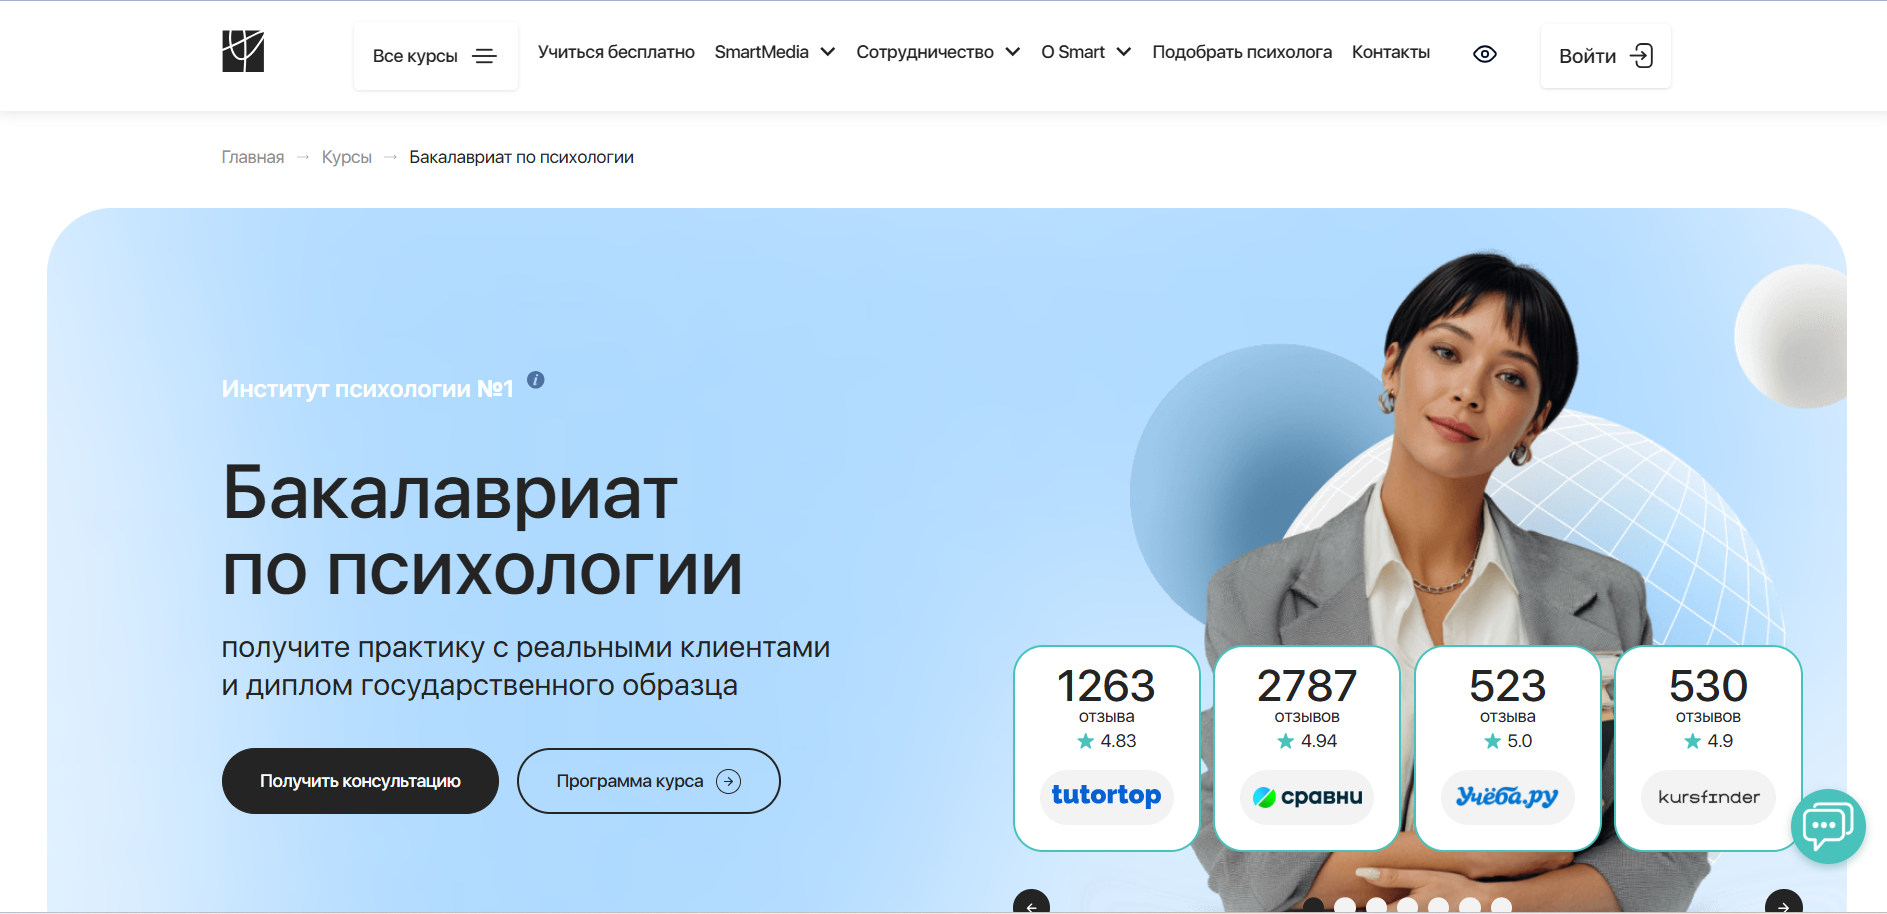 Все курсы
Учиться бесплатно
SmartMedia
Сотрудничество
О Smart
Подобрать психолога
Контакты
Войти
Главная → Курсы → Бакалавриат по психологии
Институт психологии №1 i
Бакалавриат
по психологии
получите практику с реальными клиентами
и диплом государственного образца
Получить консультацию
Программа курса
1263
отзыва
4.83
tutortop
2787
отзывов
4.94
сравни
523
отзыва
5.0
Учёба.ру
530
отзывов
4.9
kursfinder